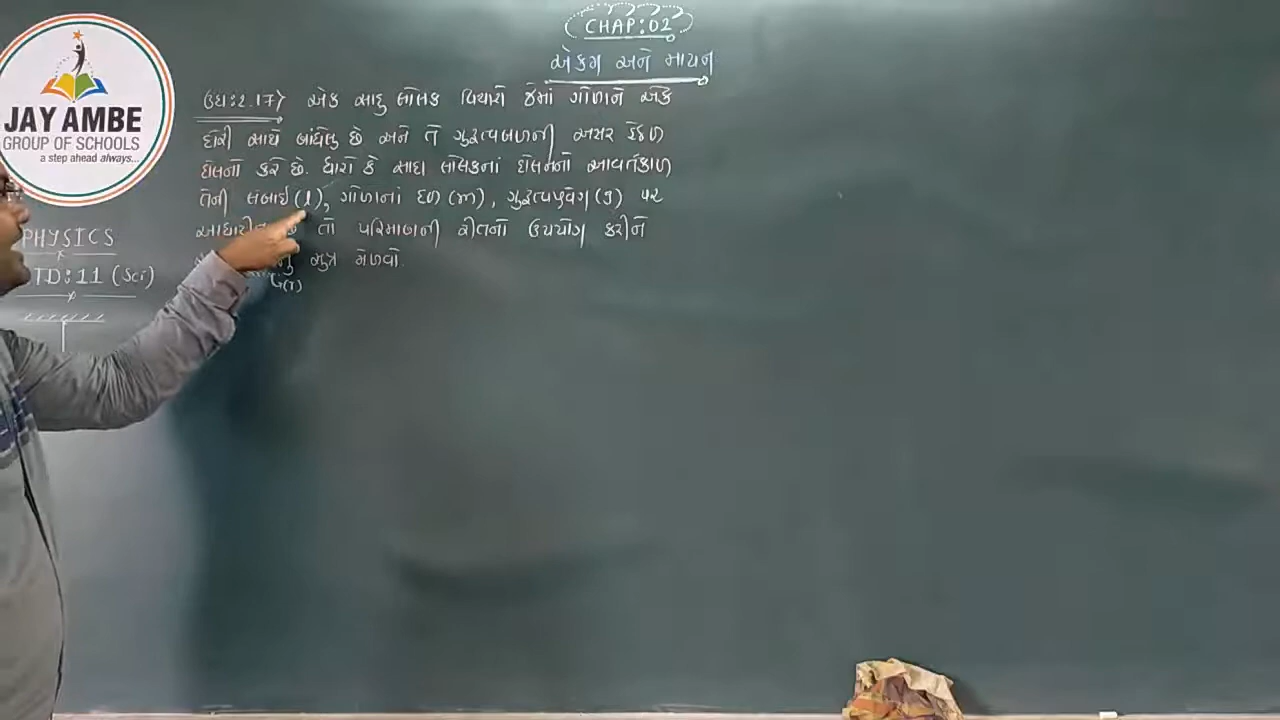 CHAP:02
એકમ અને માપન
JAY AMBE
GROUP OF SCHOOLS
a step ahead always...
PHYSICS
TD:11 (Sci)
ઉદા:2.17} એક સાદુ લોલક વિચારો જેમાં ગોળાને એક
દોરી સાથે બાંધેલુ છે અને તે ગુરુત્વબળની અસર હેઠળ
દોલનો કરે છે. ધારો કે સાદા લોલકનાં દોલનનો આવર્તકાળ
તેની લંબાઈ (l), ગોળાનાં દળ (m), ગુરુત્વપ્રવેગ (g) પર
તો પરિમાણની રીતનો ઉપયોગ કરીને
સુત્ર મેળવો.
(T)